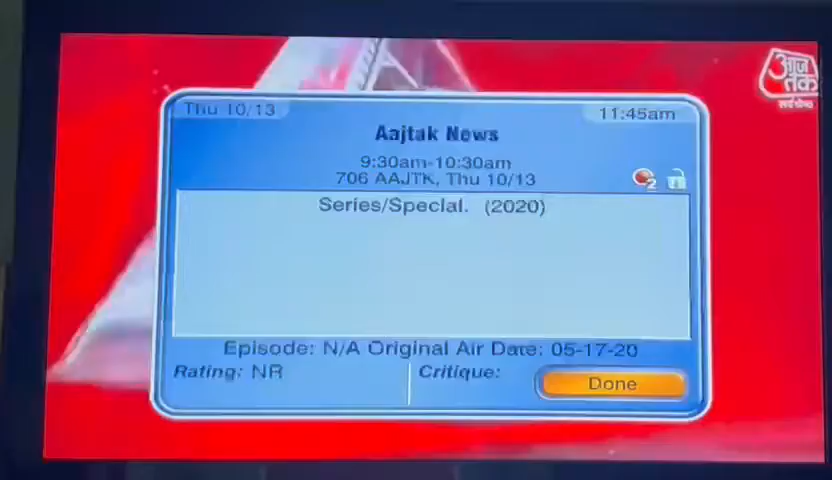 Thu 10/13
11:45am
Aajtak News
9:30am-10:30am
706 AAJTK, Thu 10/13
2
Series/Special. (2020)
Episode: N/A Original Air Date: 05-17-20
Rating: NR
Critique:
Done
आज
तक